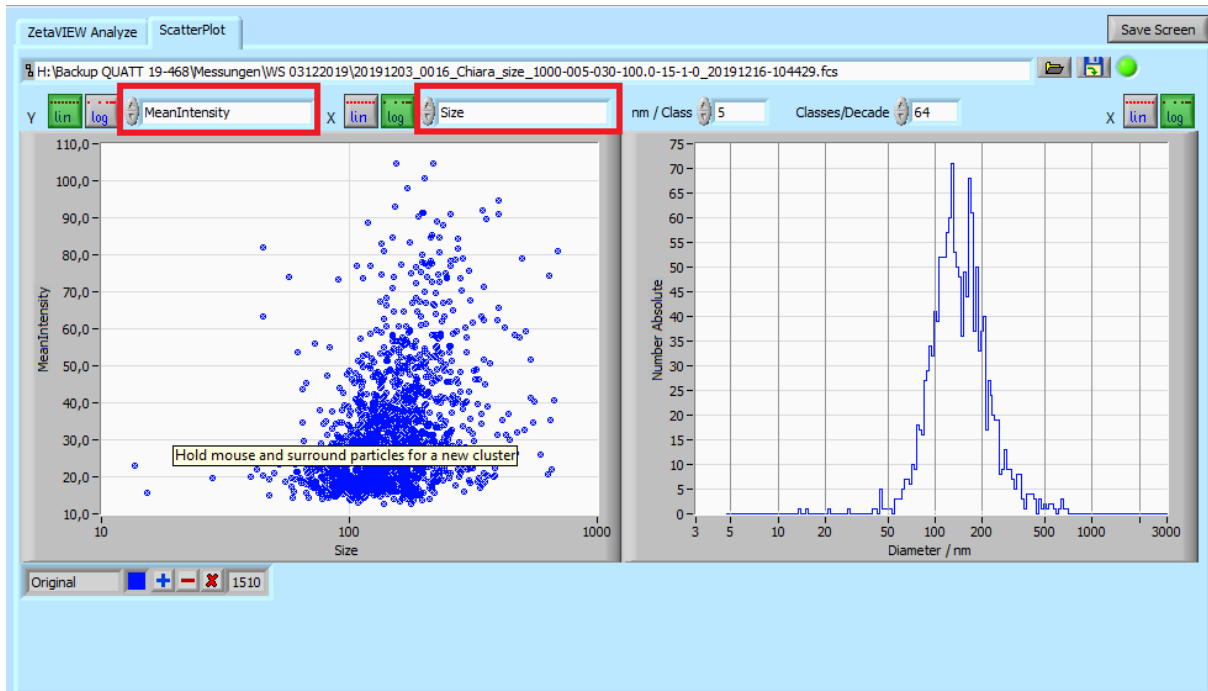 ZetaVIEW Analyze ScatterPlot Save Screen
H:\Backup QUATT 19-468\Messungen\WS 03122019\20191203_0016_Chiara_size_1000-005-030-100.0-15-1-0_20191216-104429.fcs
Y lin log MeanIntensity X lin log Size nm / Class 5 Classes/Decade 64 X lin log
110,0
100,0
90,0
80,0
70,0
60,0
50,0
40,0
30,0
20,0
10,0
MeanIntensity
Hold mouse and surround particles for a new cluster
10 100 1000
Size
75
70
65
60
55
50
45
40
35
30
25
20
15
10
5
0
Number Absolute
3 5 10 20 50 100 200 500 1000 3000
Diameter / nm
Original 1510